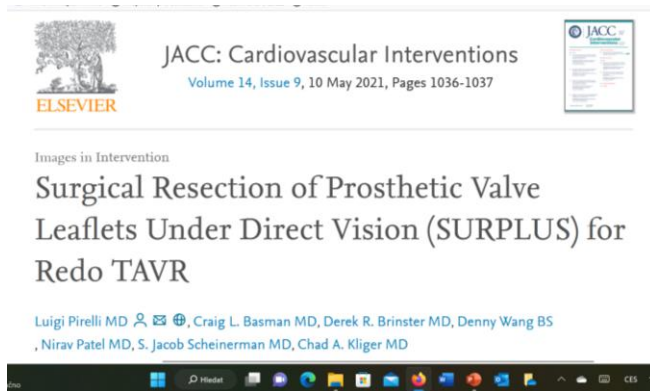 JACC: Cardiovascular Interventions
Volume 14, Issue 9, 10 May 2021, Pages 1036-1037
ELSEVIER
JACC
Images in Intervention
Surgical Resection of Prosthetic Valve
Leaflets Under Direct Vision (SURPLUS) for
Redo TAVR
Luigi Pirelli MD, Craig L. Basman MD, Derek R. Brinster MD, Denny Wang BS
, Nirav Patel MD, S. Jacob Scheinerman MD, Chad A. Kliger MD
Hledat
CES